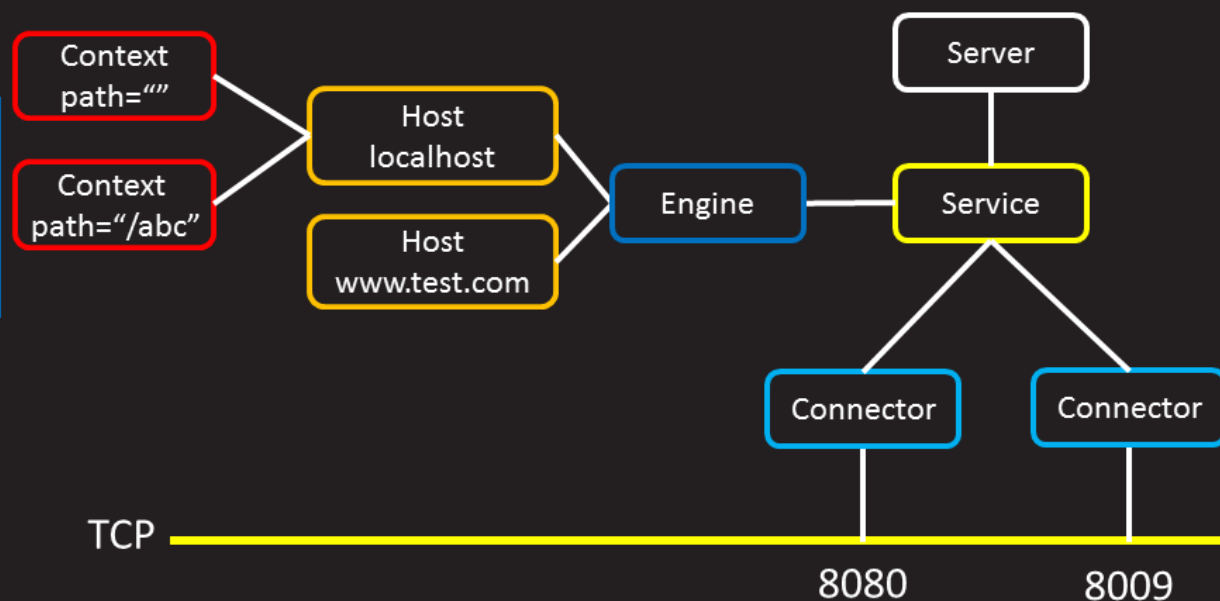 Context
path=“”
Context
path=“/abc”
Host
localhost
Host
www.test.com
Engine
Server
Service
Connector
Connector
TCP
8080
8009